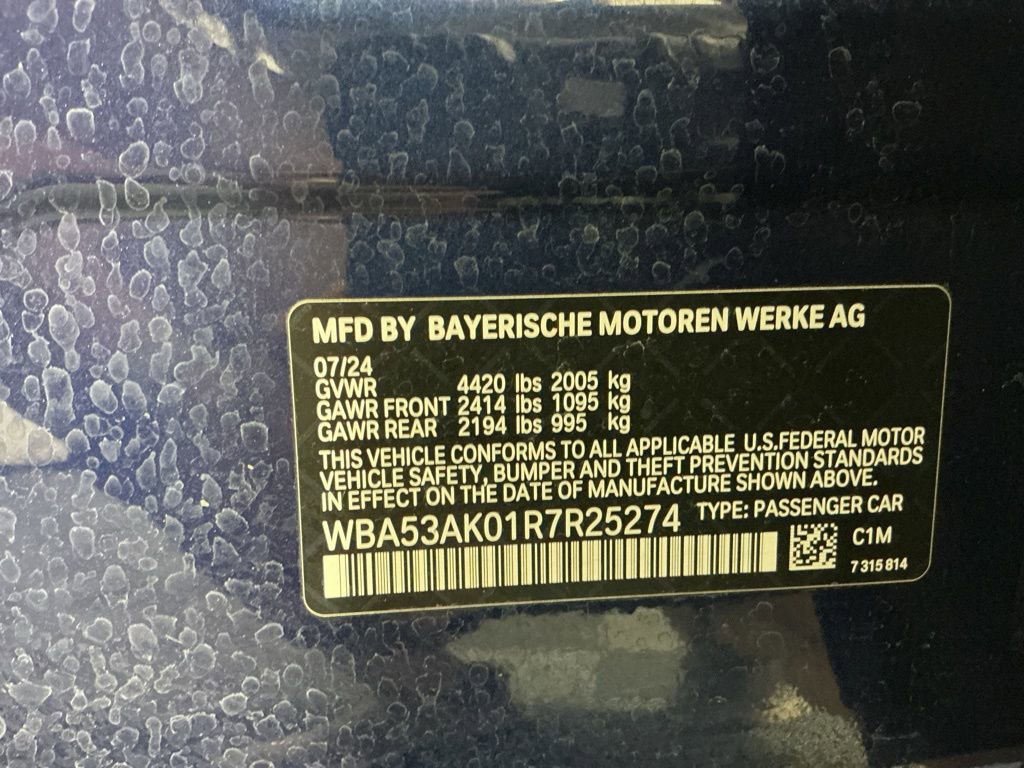 MFD BY BAYERISCHE MOTOREN WERKE AG
07/24
GVWR 4420 lbs 2005 kg
GAWR FRONT 2414 lbs 1095 kg
GAWR REAR 2194 lbs 995 kg
THIS VEHICLE CONFORMS TO ALL APPLICABLE U.S.FEDERAL MOTOR
VEHICLE SAFETY, BUMPER AND THEFT PREVENTION STANDARDS
IN EFFECT ON THE DATE OF MANUFACTURE SHOWN ABOVE.
WBA53AK01R7R25274 TYPE: PASSENGER CAR
C1M
7 315 814